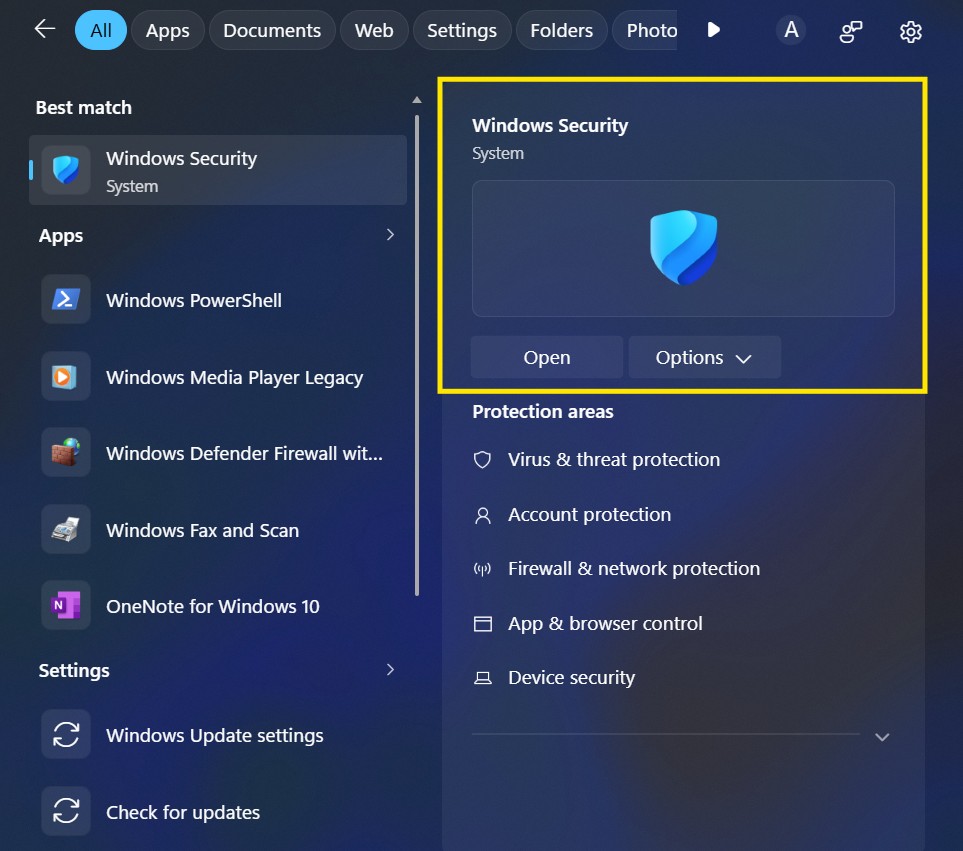 All
Apps
Documents
Web
Settings
Folders
Photo
A
Best match
Windows Security
System
Apps
Windows PowerShell
Windows Media Player Legacy
Windows Defender Firewall wit...
Windows Fax and Scan
OneNote for Windows 10
Settings
Windows Update settings
Check for updates
Windows Security
System
Open
Options
Protection areas
Virus & threat protection
Account protection
Firewall & network protection
App & browser control
Device security